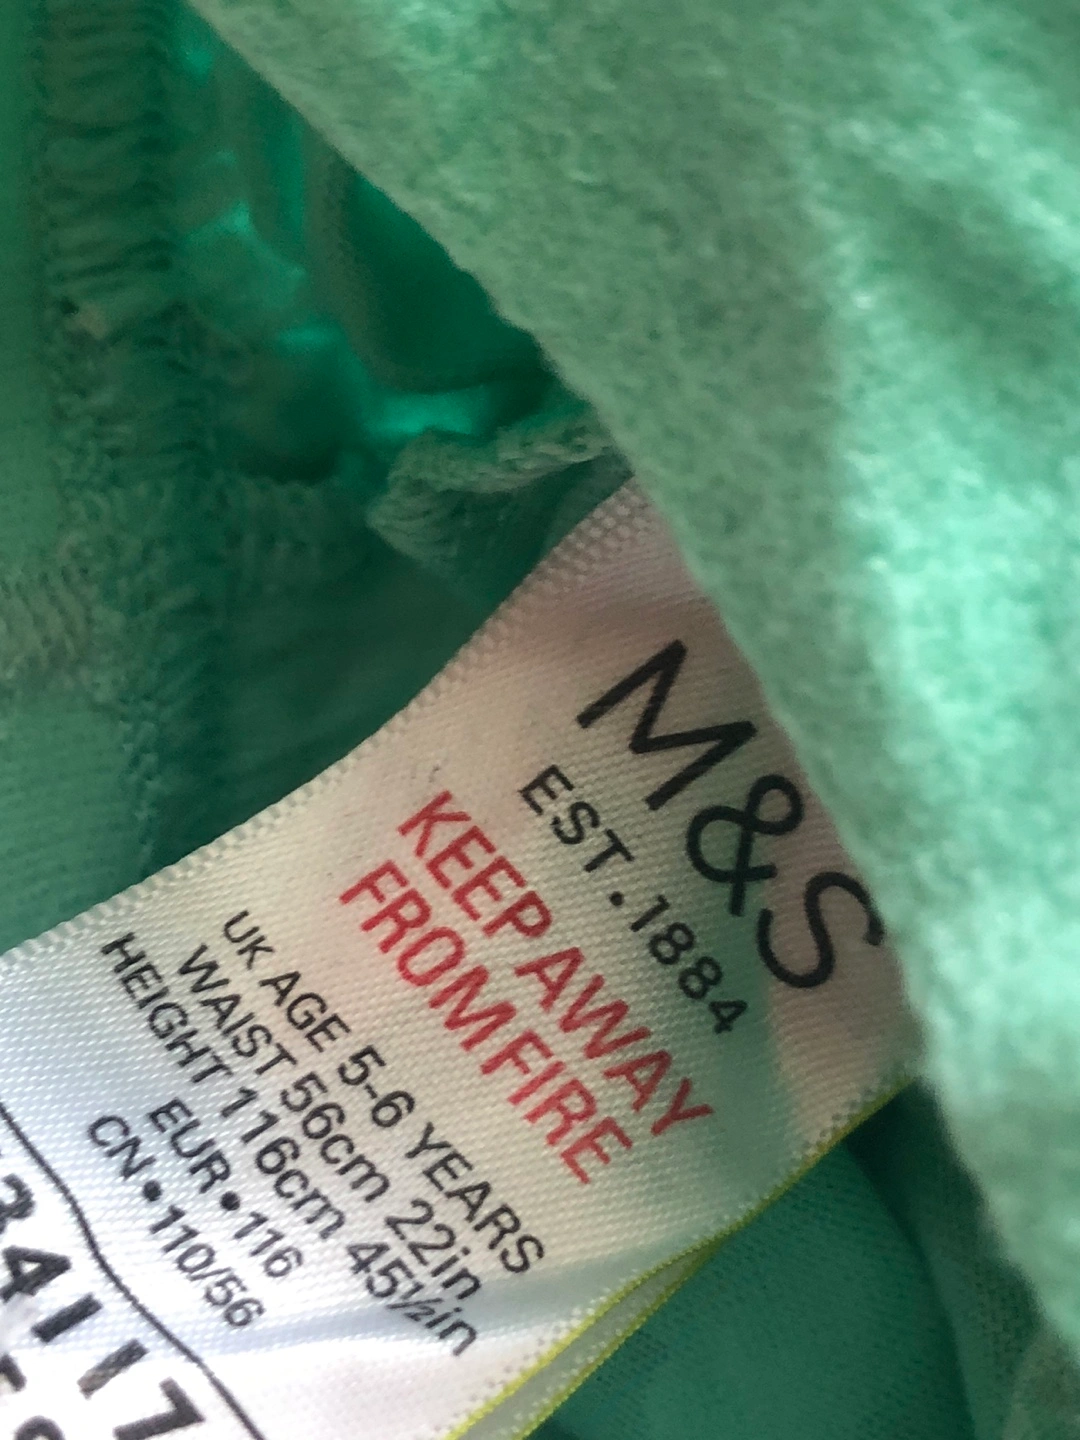 M&S
EST. 1884
KEEP AWAY
FROM FIRE
UK AGE 5-6 YEARS
WAIST 56cm 22in
HEIGHT 116cm 45½in
EUR•116
CN•110/56
34117